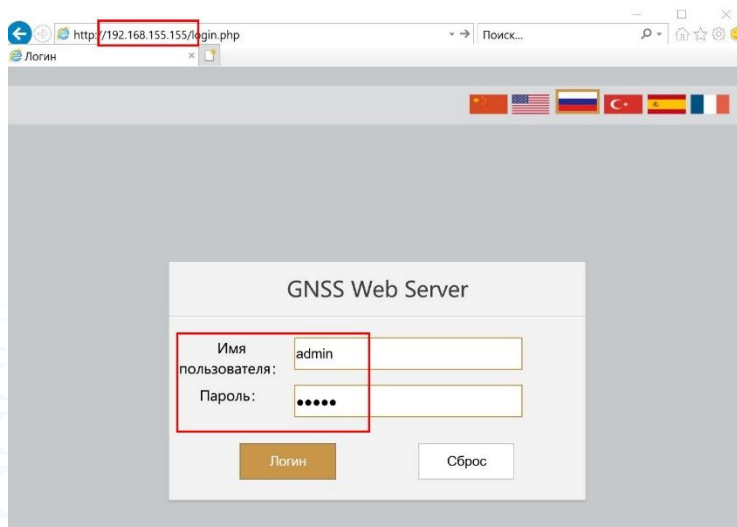 http://192.168.155.155/login.php
Поиск...
Логин
GNSS Web Server
Имя
пользователя:
admin
Пароль:
•••••
Логин
Сброс